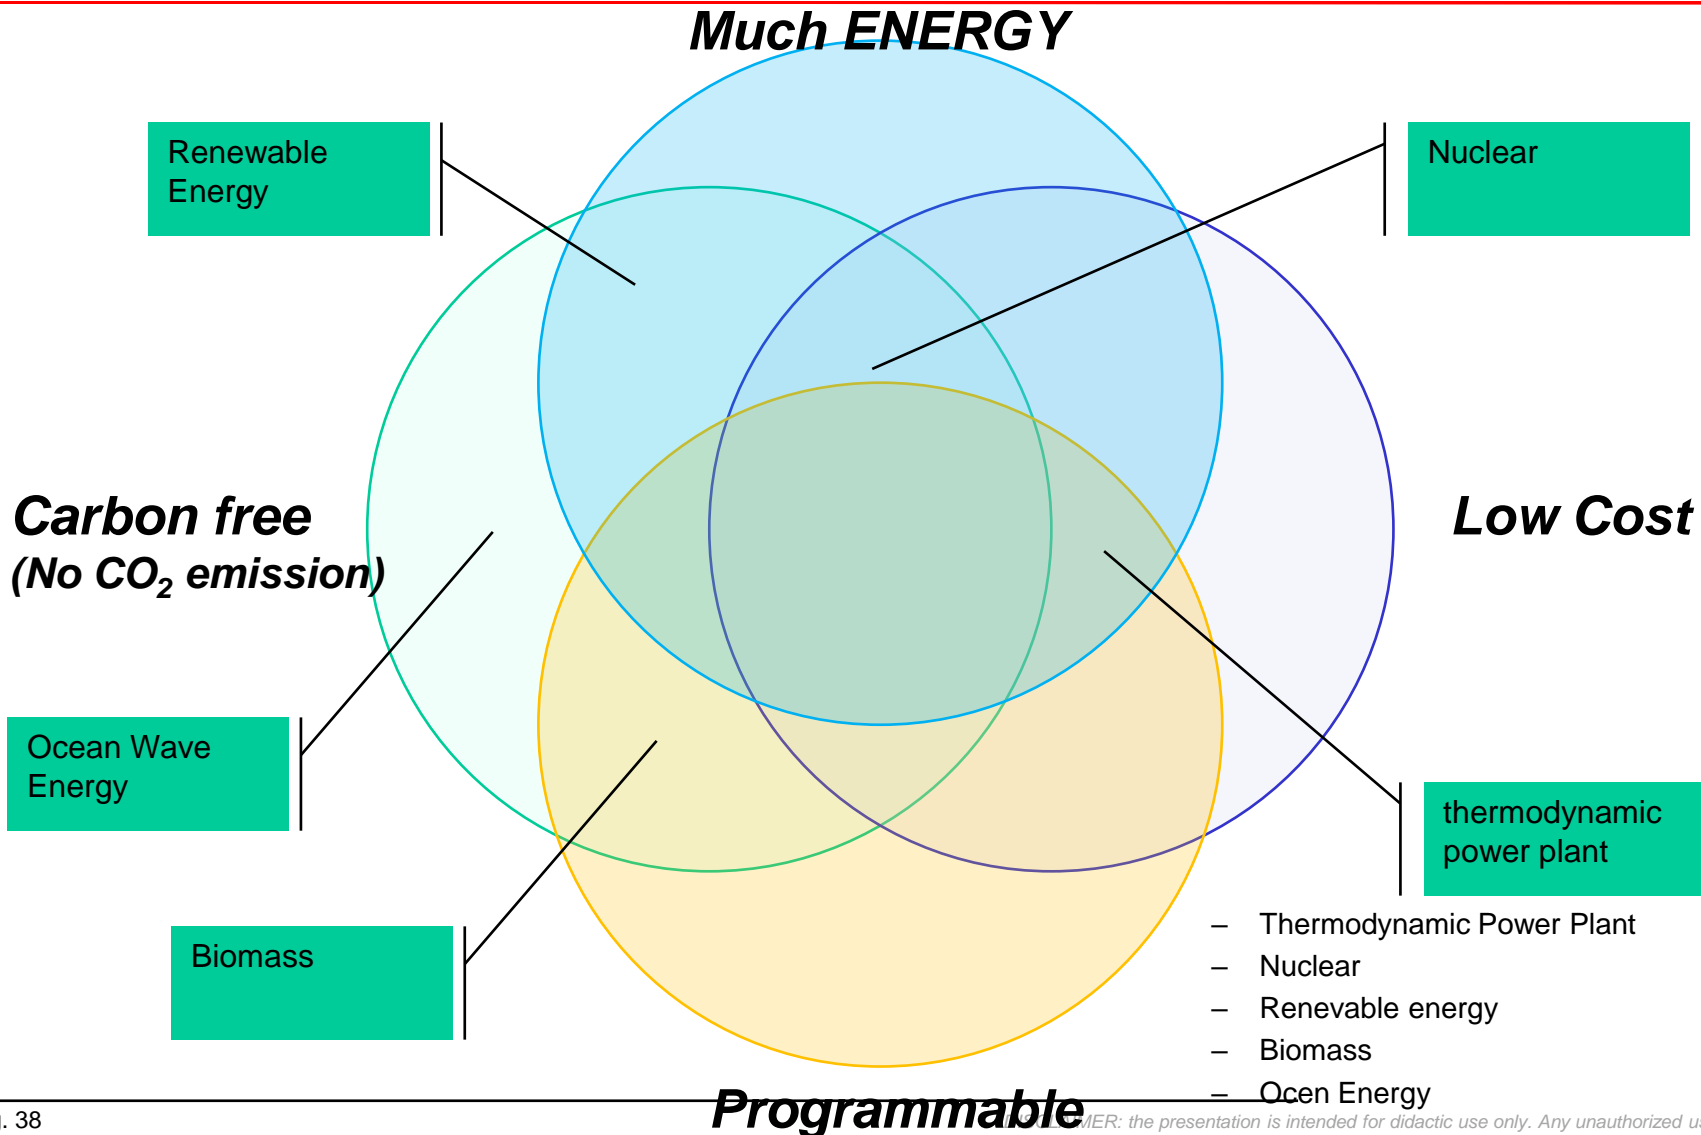 Much ENERGY
Renewable
Energy
Nuclear
Carbon free
(No CO₂ emission)
Low Cost
Ocean Wave
Energy
thermodynamic
power plant
Biomass
– Thermodynamic Power Plant
– Nuclear
– Renevable energy
– Biomass
– Ocen Energy
Programmable
. 38
DISCLAIMER: the presentation is intended for didactic use only. Any unauthorized